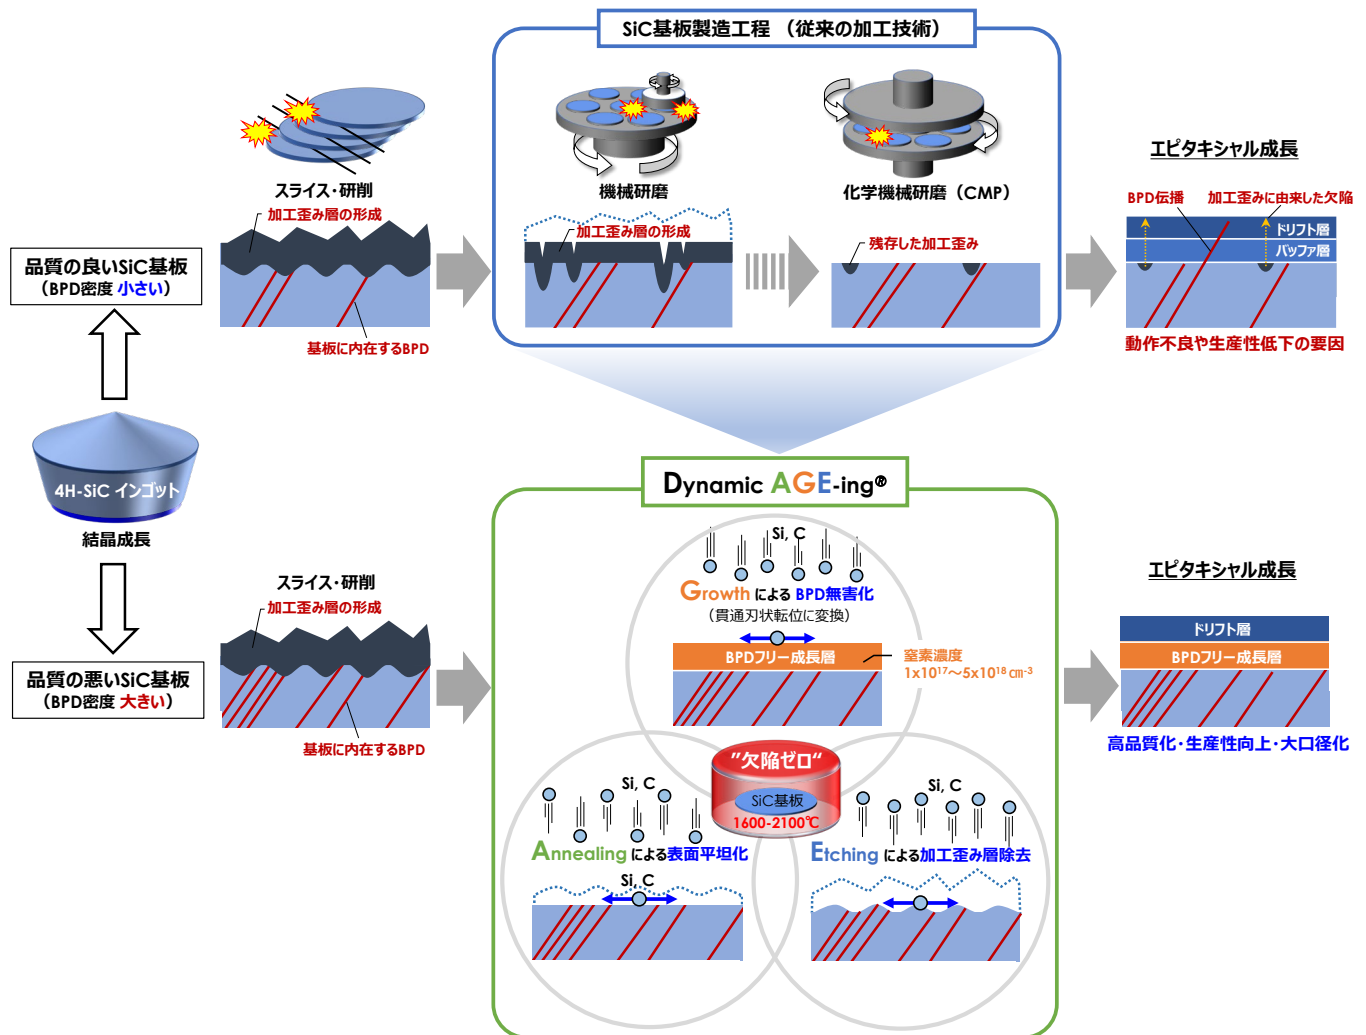 SiC基板製造工程 （従来の加工技術）
スライス・研削
加工歪み層の形成
機械研磨
加工歪み層の形成
化学機械研磨（CMP）
残存した加工歪み
エピタキシャル成長
BPD伝播
加工歪みに由来した欠陥
ドリフト層
バッファ層
動作不良や生産性低下の要因
品質の良いSiC基板
（BPD密度 小さい）
基板に内在するBPD
4H-SiC インゴット
結晶成長
品質の悪いSiC基板
（BPD密度 大きい）
スライス・研削
加工歪み層の形成
基板に内在するBPD
Dynamic AGE-ing®
Si, C
Growth による BPD無害化
（貫通刃状転位に変換）
BPDフリー成長層
窒素濃度
1x10¹⁷～5x10¹⁸ cm⁻³
”欠陥ゼロ“
SiC基板
1600-2100℃
Si, C
Annealing による表面平坦化
Si, C
Si, C
Etching による加工歪み層除去
エピタキシャル成長
ドリフト層
BPDフリー成長層
高品質化・生産性向上・大口径化